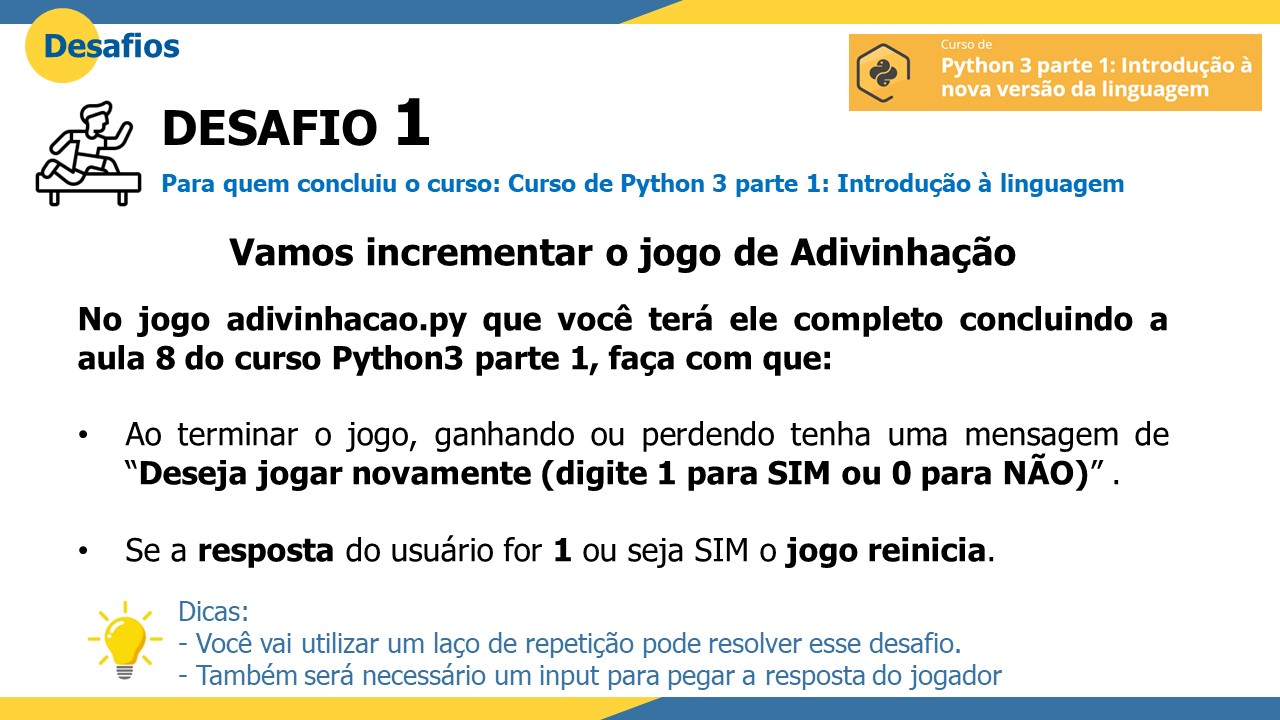 Desafios
Curso de
Python 3 parte 1: Introdução à
nova versão da linguagem
DESAFIO 1
Para quem concluiu o curso: Curso de Python 3 parte 1: Introdução à linguagem
Vamos incrementar o jogo de Adivinhação
No jogo adivinhacao.py que você terá ele completo concluindo a
aula 8 do curso Python3 parte 1, faça com que:
• Ao terminar o jogo, ganhando ou perdendo tenha uma mensagem de
“Deseja jogar novamente (digite 1 para SIM ou 0 para NÃO)” .
• Se a resposta do usuário for 1 ou seja SIM o jogo reinicia.
Dicas:
- Você vai utilizar um laço de repetição pode resolver esse desafio.
- Também será necessário um input para pegar a resposta do jogador